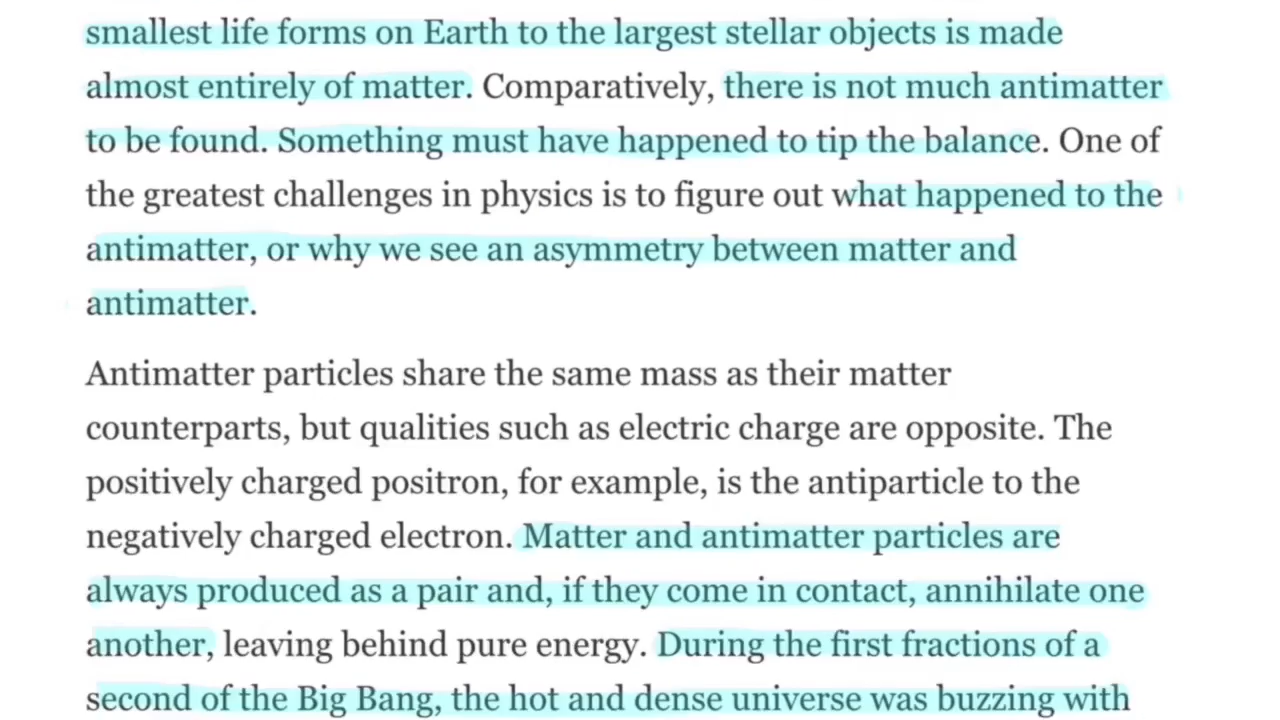 smallest life forms on Earth to the largest stellar objects is made
almost entirely of matter. Comparatively, there is not much antimatter
to be found. Something must have happened to tip the balance. One of
the greatest challenges in physics is to figure out what happened to the
antimatter, or why we see an asymmetry between matter and
antimatter.
Antimatter particles share the same mass as their matter
counterparts, but qualities such as electric charge are opposite. The
positively charged positron, for example, is the antiparticle to the
negatively charged electron. Matter and antimatter particles are
always produced as a pair and, if they come in contact, annihilate one
another, leaving behind pure energy. During the first fractions of a
second of the Big Bang, the hot and dense universe was buzzing with